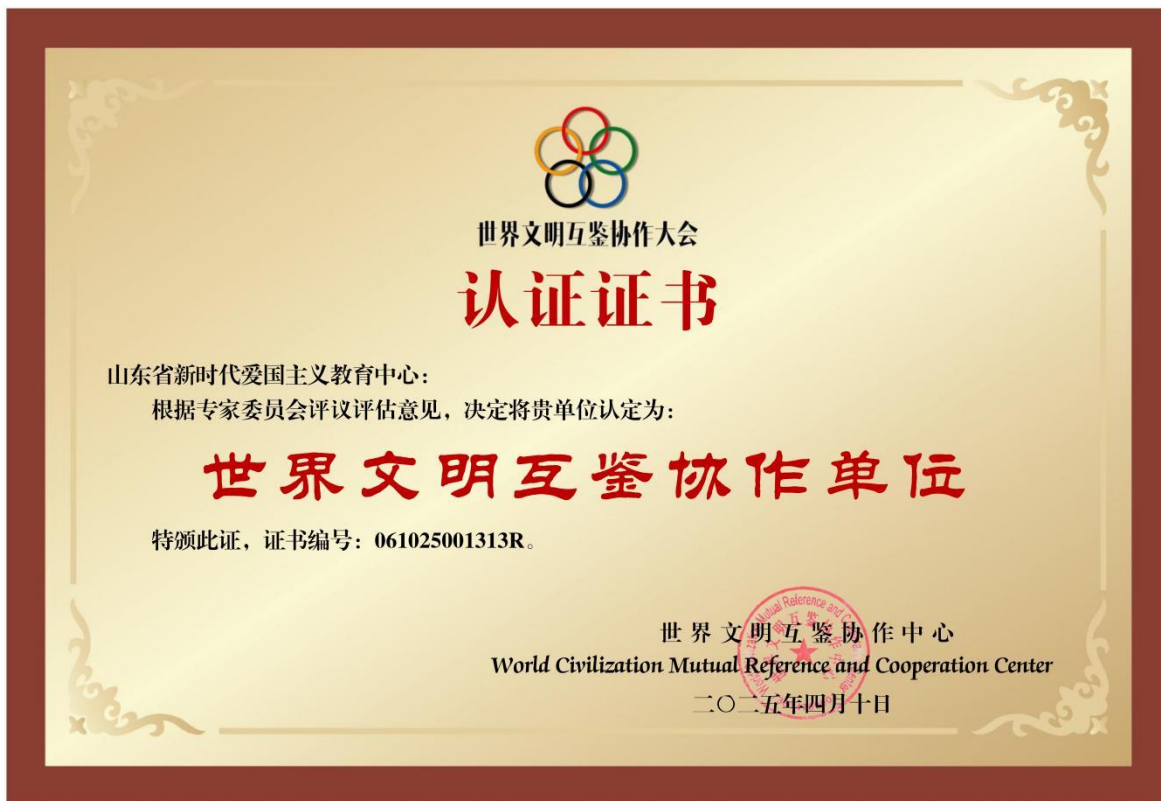 世界文明互鉴协作大会
认证证书
山东省新时代爱国主义教育中心：
根据专家委员会评议评估意见，决定将贵单位认定为：
世界文明互鉴协作单位
特颁此证，证书编号：061025001313R。
世界文明互鉴协作中心
World Civilization Mutual Reference and Cooperation Center
二〇二五年四月十日